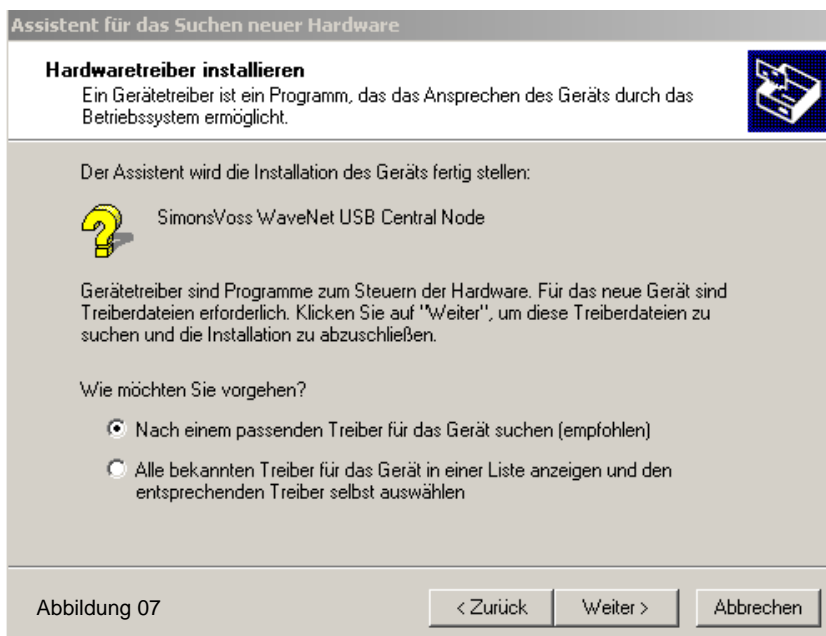 Assistent für das Suchen neuer Hardware
Hardwaretreiber installieren
Ein Gerätetreiber ist ein Programm, das das Ansprechen des Geräts durch das
Betriebssystem ermöglicht.
Der Assistent wird die Installation des Geräts fertig stellen:
SimonsVoss WaveNet USB Central Node
Gerätetreiber sind Programme zum Steuern der Hardware. Für das neue Gerät sind
Treiberdateien erforderlich. Klicken Sie auf "Weiter", um diese Treiberdateien zu
suchen und die Installation zu abzuschließen.
Wie möchten Sie vorgehen?
Nach einem passenden Treiber für das Gerät suchen (empfohlen)
Alle bekannten Treiber für das Gerät in einer Liste anzeigen und den
entsprechenden Treiber selbst auswählen
Abbildung 07
< Zurück Weiter > Abbrechen